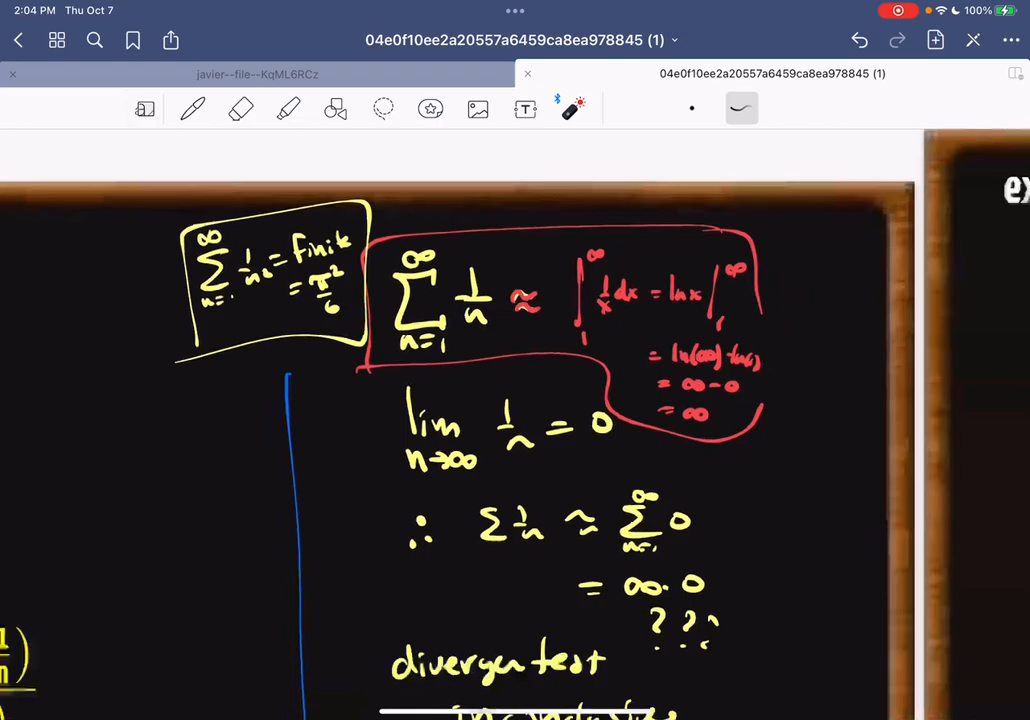 2:04 PM Thu Oct 7
100%
04e0f10ee2a20557a6459ca8ea978845 (1)
javier--file--KqML6RCz
04e0f10ee2a20557a6459ca8ea978845 (1)
ex
∞ ∑ n=1 1/n² = finite
= π²/6
∞ ∑ n=1 1/n ≈ ∫ 1 ∞ 1/x dx = ln x | 1 ∞
= ln(∞) - ln(1)
= ∞ - 0
= ∞
lim n→∞ 1/n = 0
∴ ∑ 1/n ≈ ∞ ∑ n=1 0
= ∞ · 0
? ? ?
divergen test